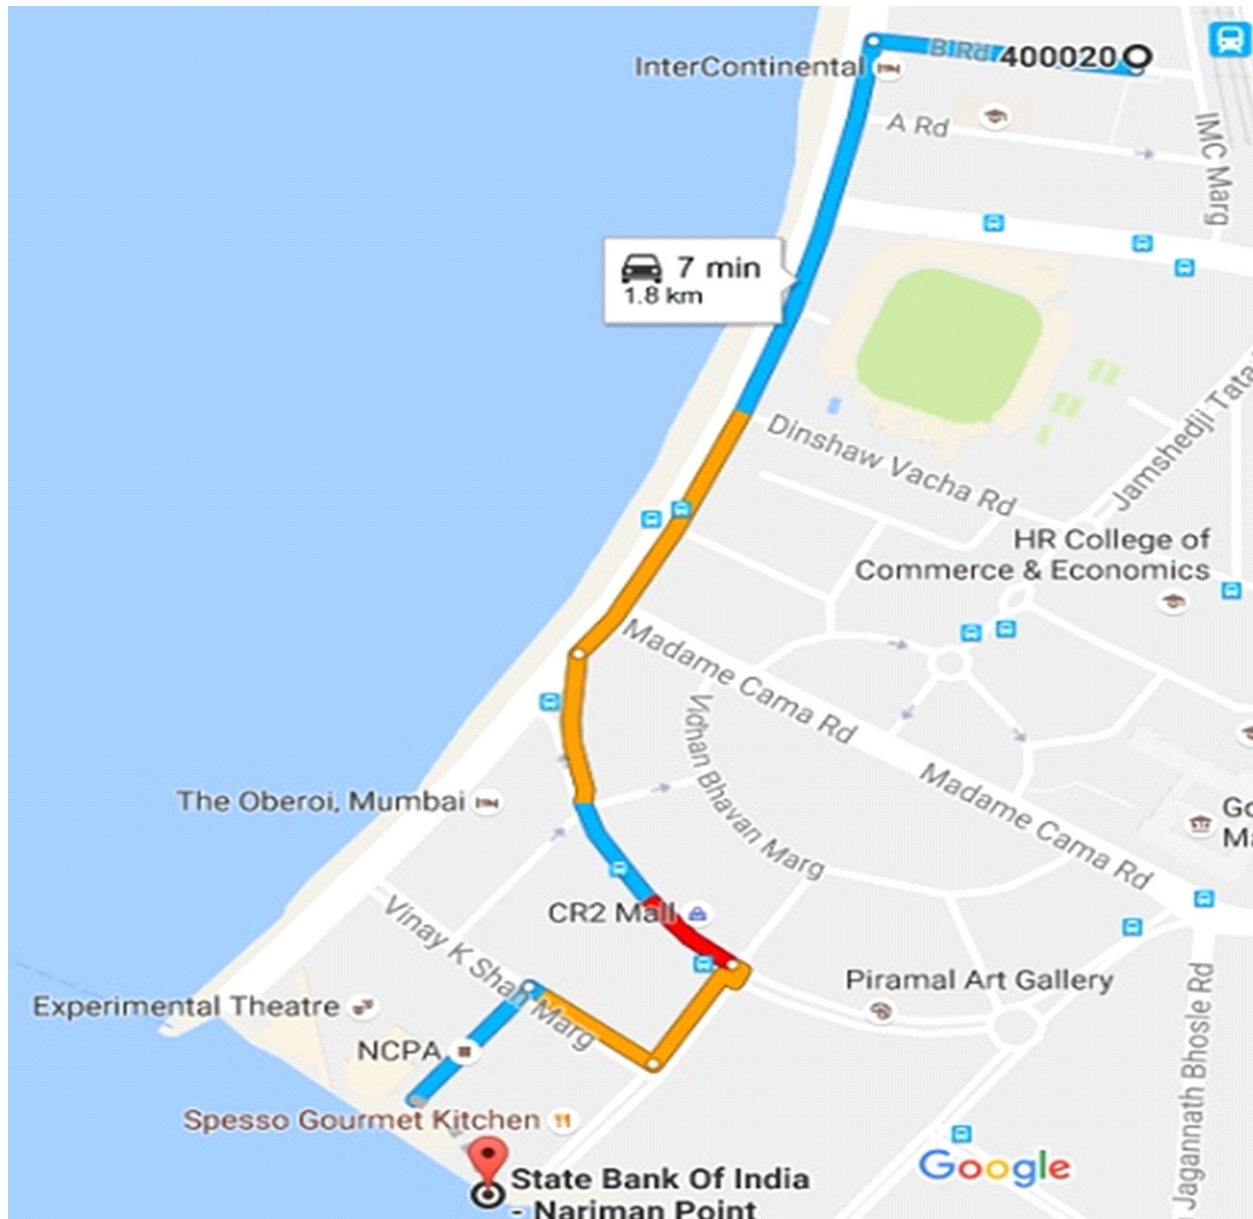 B Rd
400020
InterContinental
A Rd
IMC Marg
7 min
1.8 km
Dinshaw Vacha Rd
Jamshedji Tata
HR College of
Commerce & Economics
Madame Cama Rd
Vidhan Bhavan Marg
Madame Cama Rd
The Oberoi, Mumbai
Go
Ma
CR2 Mall
Vinay K Shah Marg
Piramal Art Gallery
Experimental Theatre
NCPA
Jagannath Bhosle Rd
Spesso Gourmet Kitchen
Google
State Bank Of India
- Nariman Point